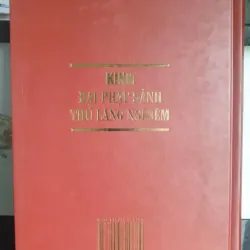 KINH
ĐẠI PHẬT ĐẢNH
THỦ LĂNG NGHIÊM